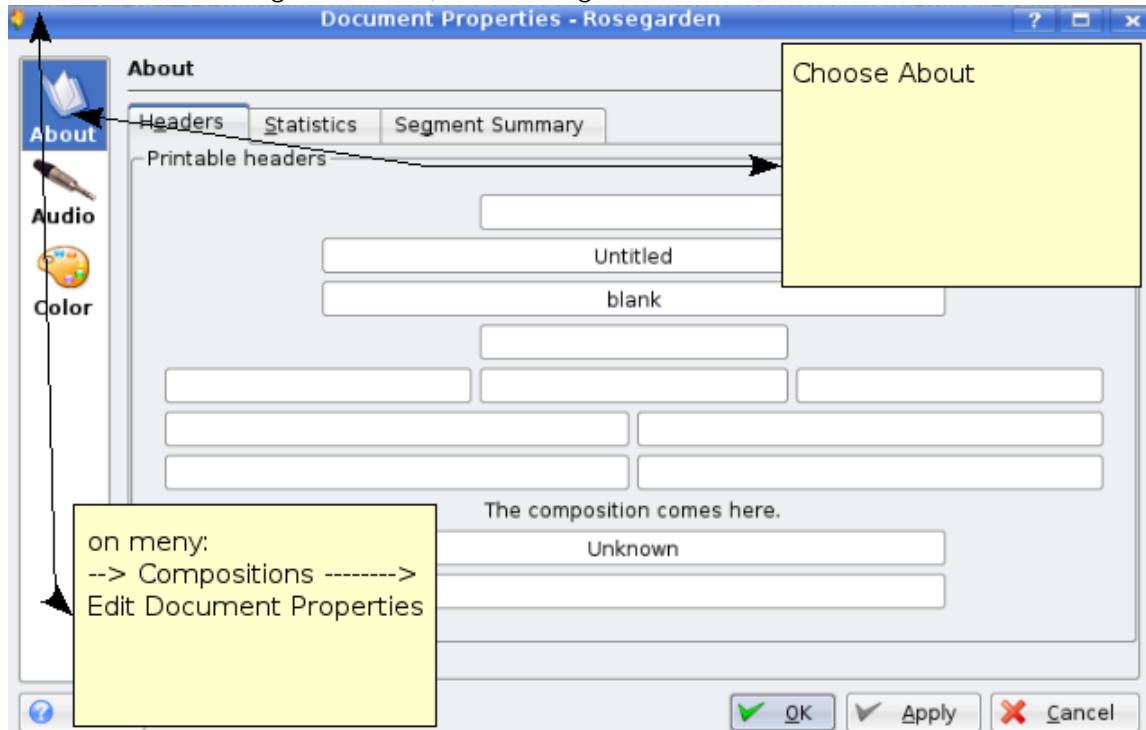 Document Properties - Rosegarden
About
Choose About
About
Headers Statistics Segment Summary
Printable headers
Audio
Untitled
Color
blank
The composition comes here.
Unknown
on meny:
--> Compositions -------->
Edit Document Properties
OK Apply Cancel